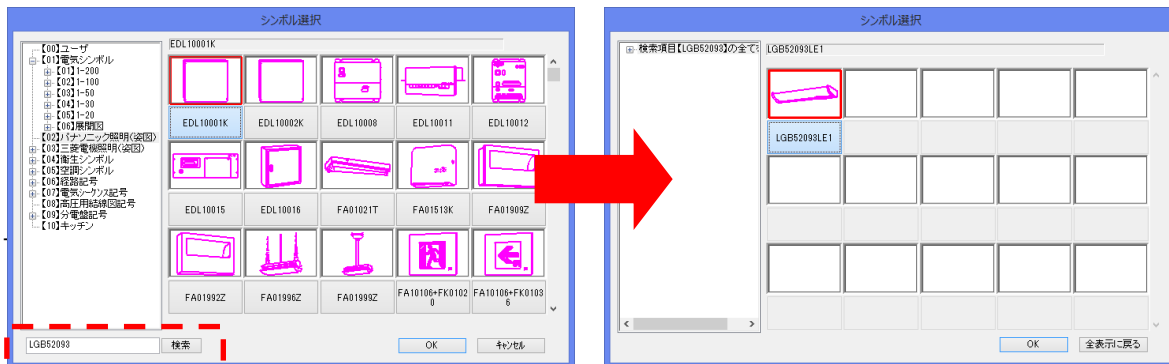 シンボル選択
【00】ユーザ
【01】電気シンボル
【01】1-200
【02】1-100
【03】1-50
【04】1-30
【05】1-20
【06】展開図
【02】パナソニック照明(姿図)
【03】三菱電機照明(姿図)
【04】衛生シンボル
【05】空調シンボル
【06】経路記号
【07】電気シーケンス記号
【08】高圧用結線図記号
【09】分電盤記号
【10】キッチン
EDL10001K
EDL10001K EDL10002K EDL10008 EDL10011 EDL10012
EDL10015 EDL10016 FA01021T FA01513K FA01909Z
FA01992Z FA01996Z FA01999Z FA10106+FK01020 FA10106+FK01036
LGB52093 検索 OK キャンセル
シンボル選択
検索項目【LGB52093】の全て
LGB52093LE1
LGB52093LE1
OK 全表示に戻る